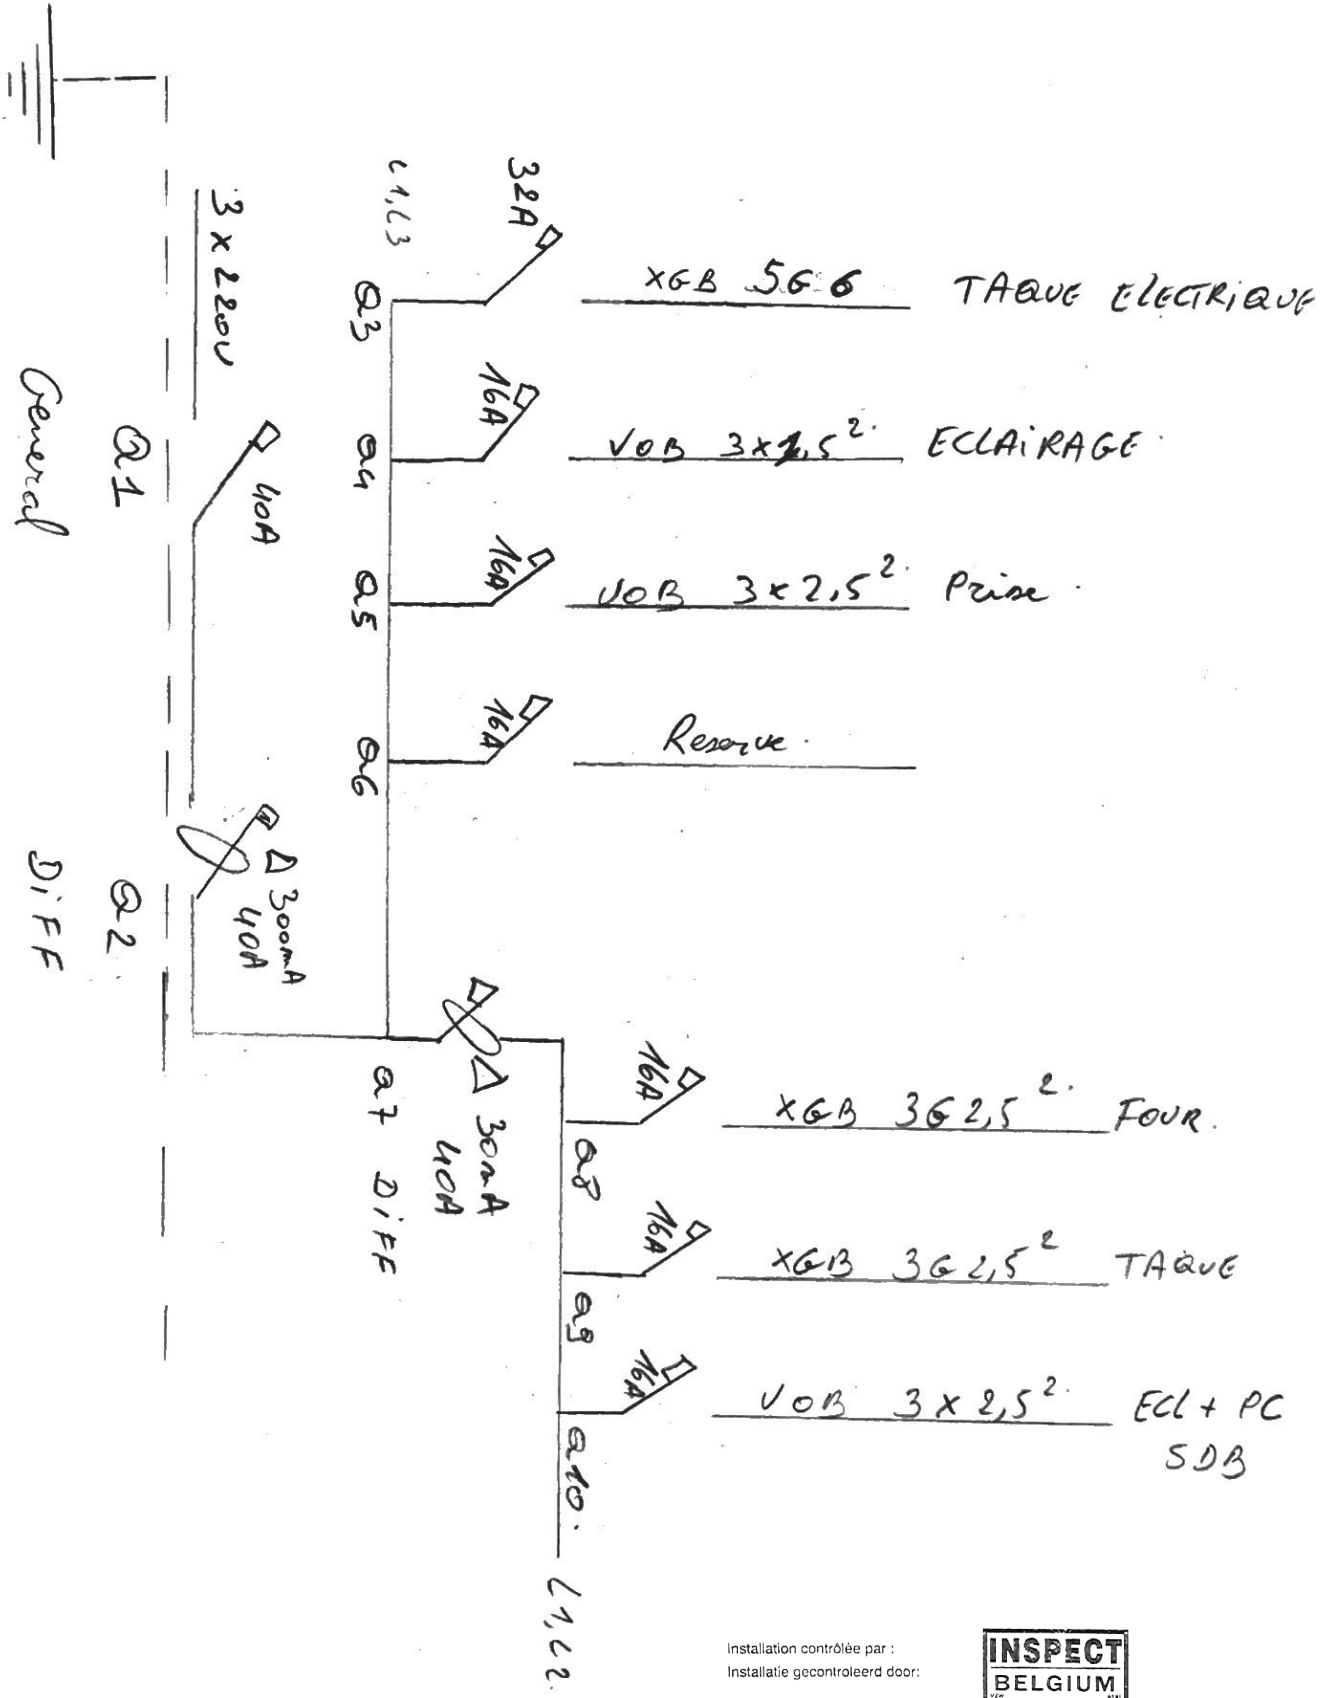 L1,L3
32A
Q3
XGB 5G6 TAQUE ELECTRIQUE
16A
Q4
VOB 3x1,5². ECLAiRAGE.
16A
Q5
VOB 3x2,5². Prise.
16A
Q6
Reserve.
3x220V
40A
Q1
General
Δ 300mA
40A
Q2
DiFF
Δ 30mA
40A
Q7 DiFF
16A
Q8
XGB 3G2,5². FOUR.
16A
Q9
XGB 3G2,5² TAQUE
16A
Q10.
VOB 3x2,5². ECl + PC
SDB
L1,L2.
Installation contrôlée par :
Installatie gecontroleerd door:
INSPECT
BELGIUM